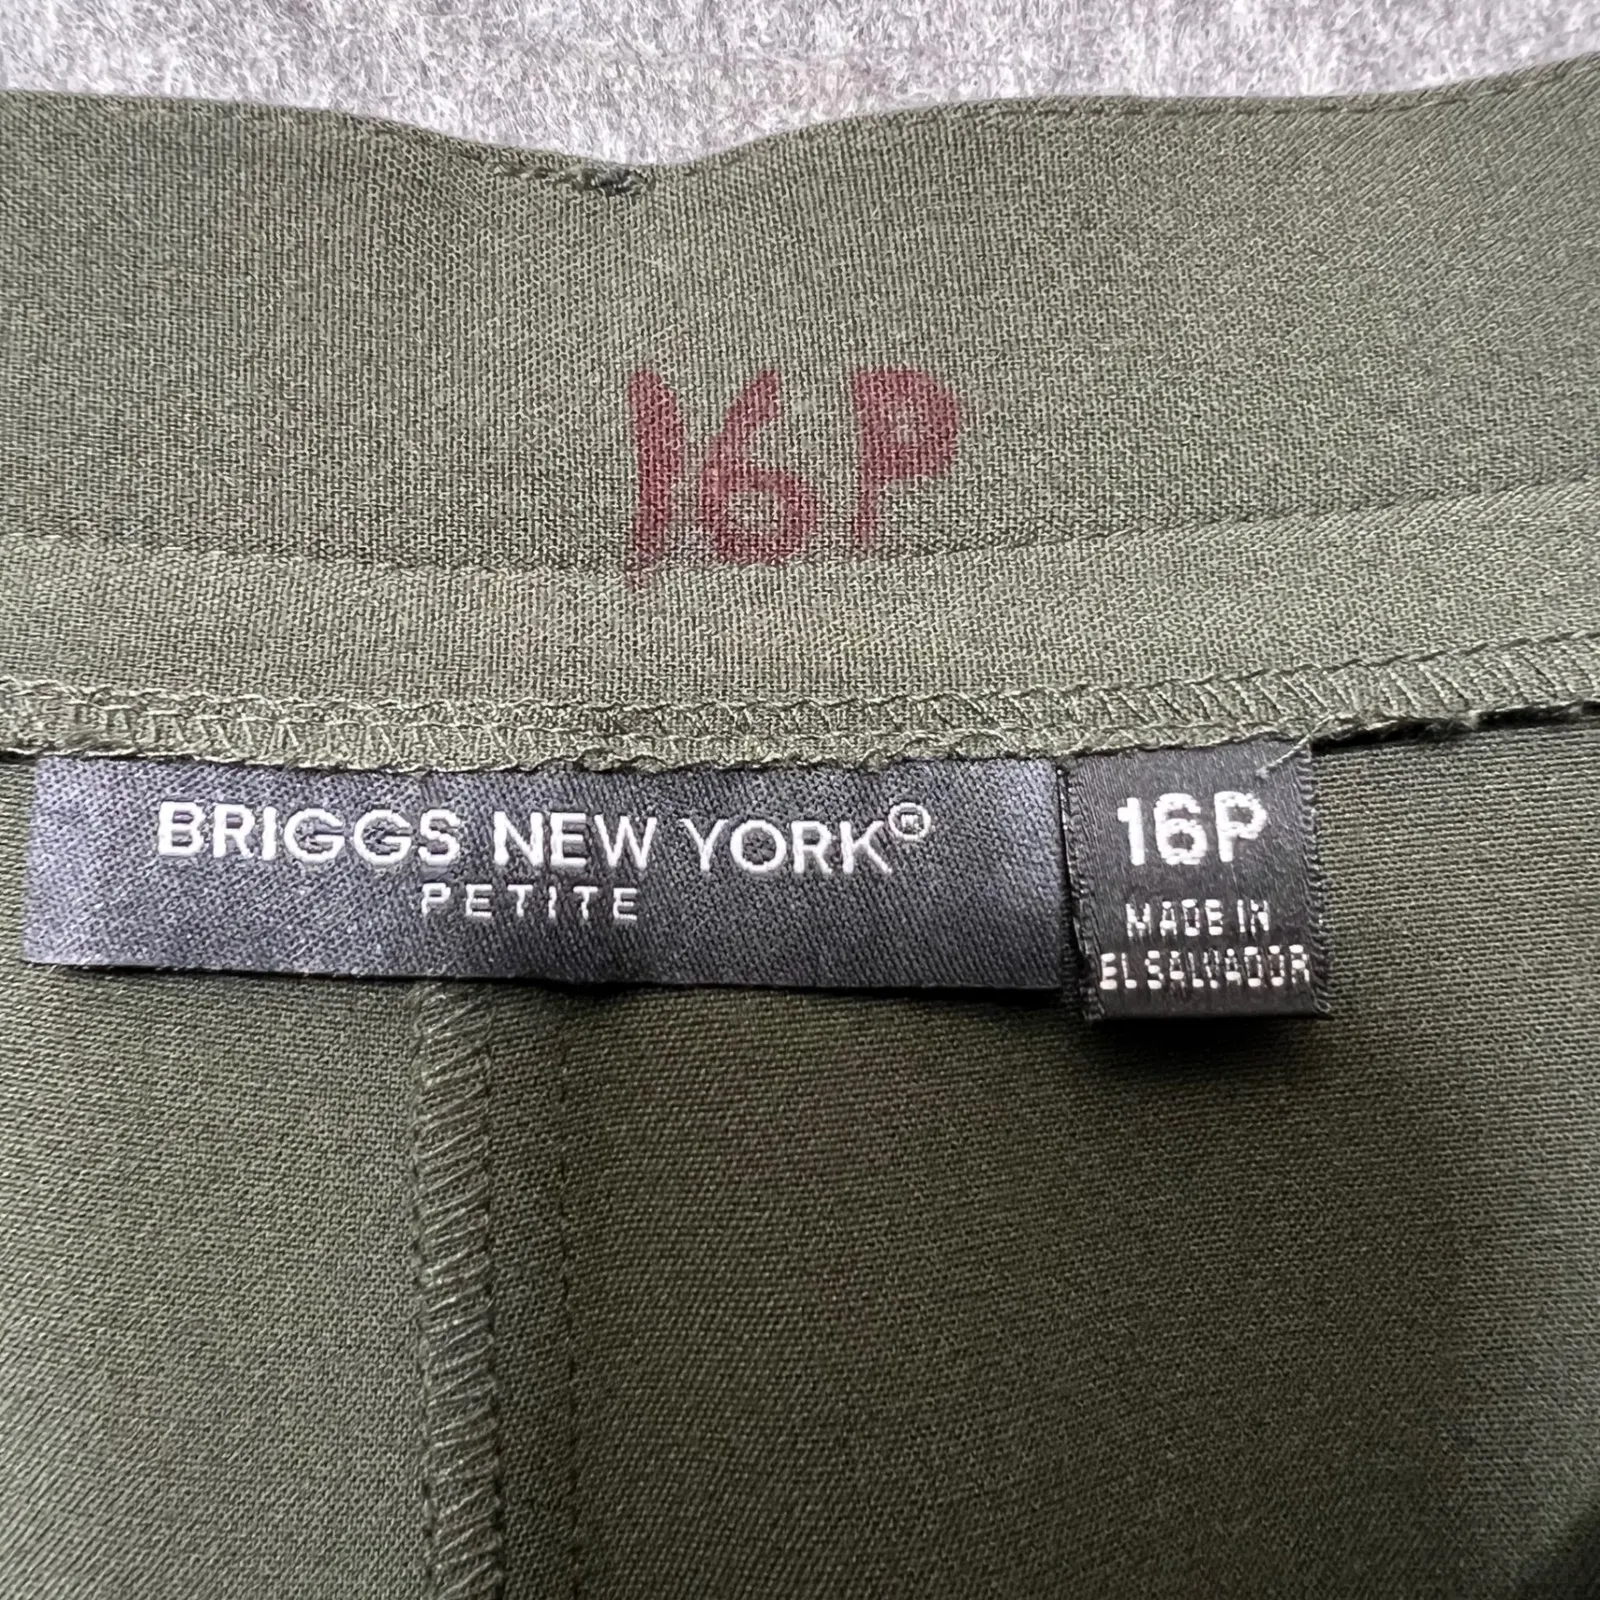 16P
BRIGGS NEW YORK®
PETITE
16P
MADE IN
EL SALVADOR